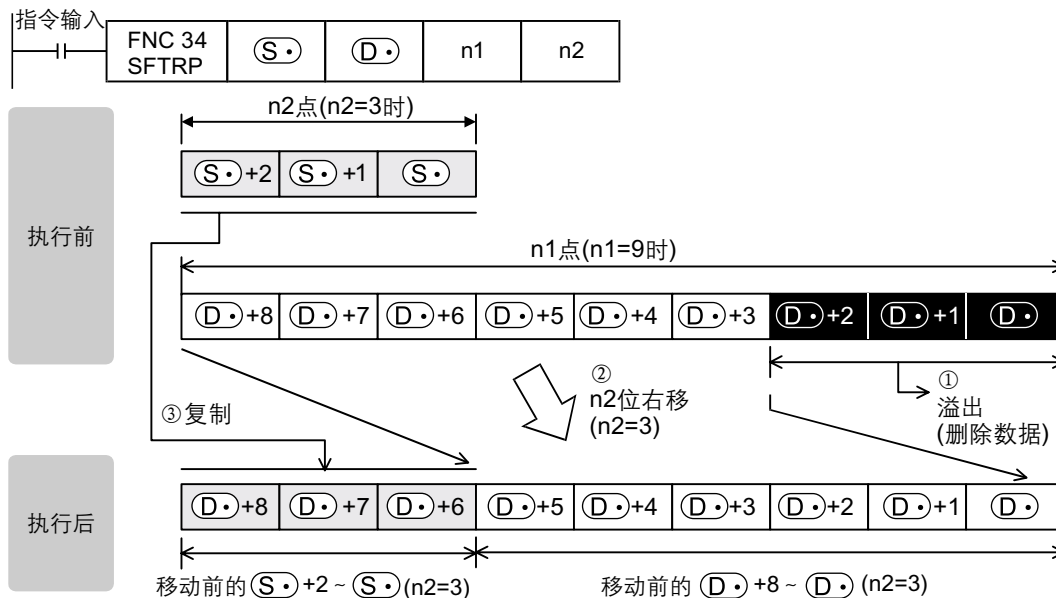 指令输入
FNC 34
SFTRP
S・
D・
n1
n2
n2点(n2=3时)
S・+2 S・+1 S・
执行前
n1点(n1=9时)
D・+8 D・+7 D・+6 D・+5 D・+4 D・+3 D・+2 D・+1 D・
③复制
②
n2位右移
(n2=3)
①
溢出
(删除数据)
执行后
D・+8 D・+7 D・+6 D・+5 D・+4 D・+3 D・+2 D・+1 D・
移动前的 S・+2 ~ S・(n2=3)
移动前的 D・+8 ~ D・ (n2=3)